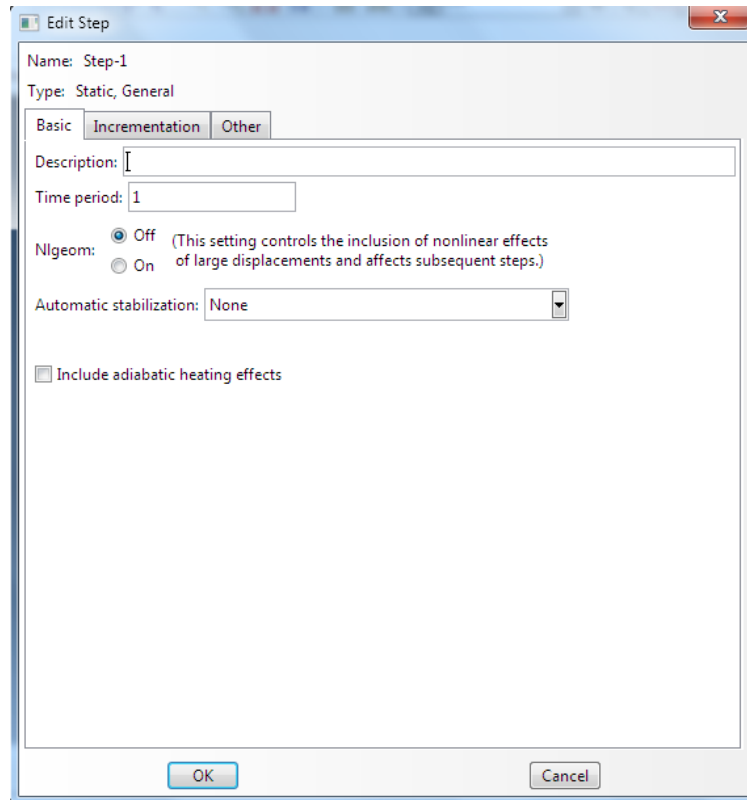 Edit Step
Name: Step-1
Type: Static, General
Basic Incrementation Other
Description:
Time period: 1
Nlgeom: Off (This setting controls the inclusion of nonlinear effects
On of large displacements and affects subsequent steps.)
Automatic stabilization: None
Include adiabatic heating effects
OK Cancel